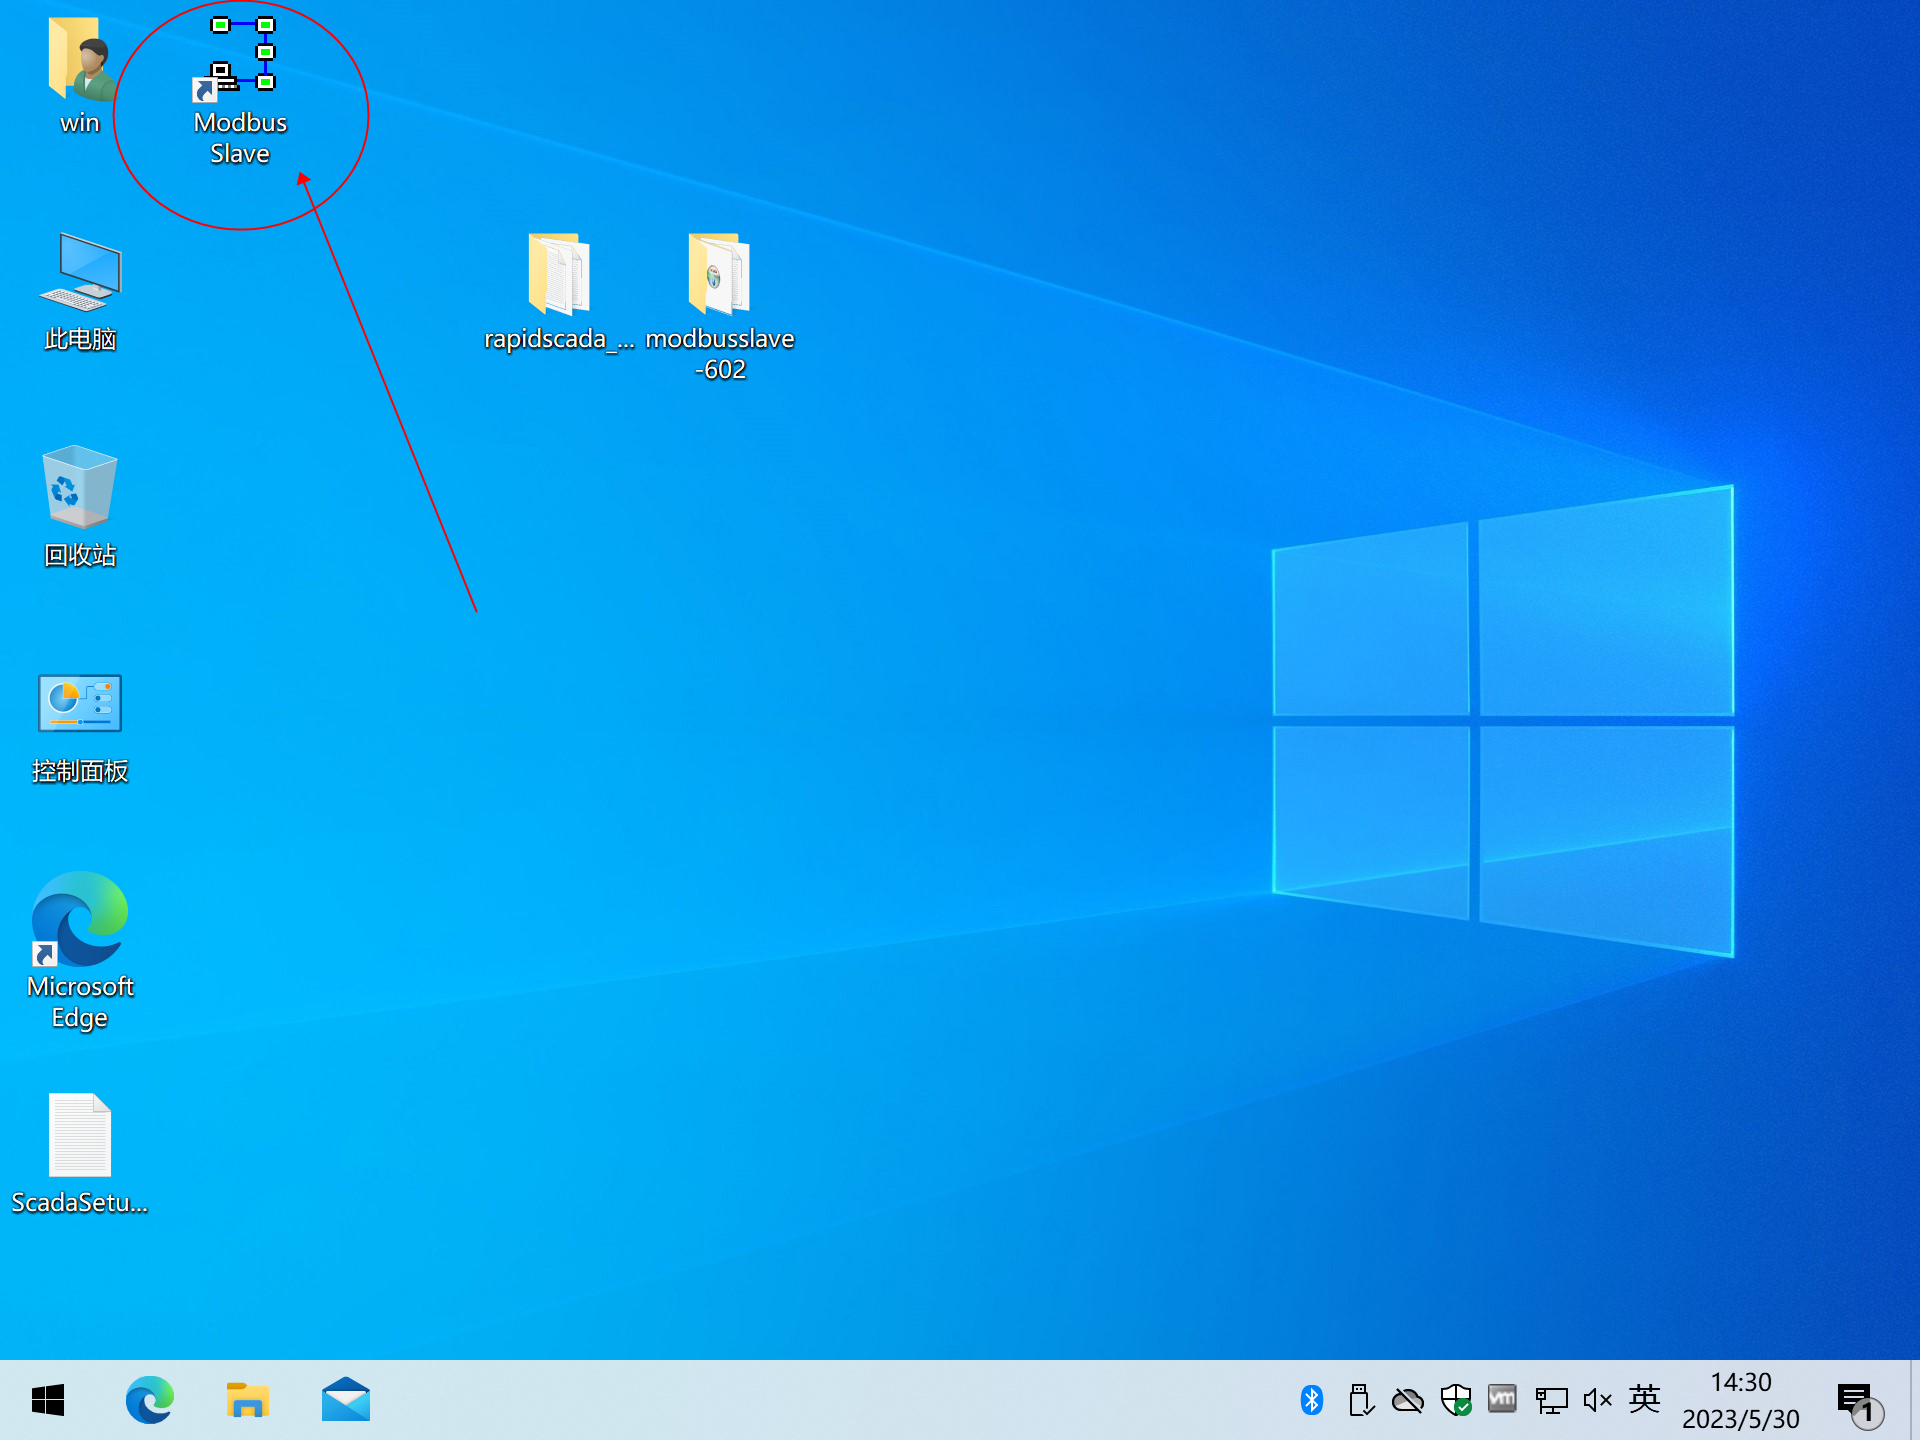 win
Modbus
Slave
此电脑
rapidscada_...
modbusslave
-602
回收站
控制面板
Microsoft
Edge
ScadaSetu...
vm
英
14:30
2023/5/30
1